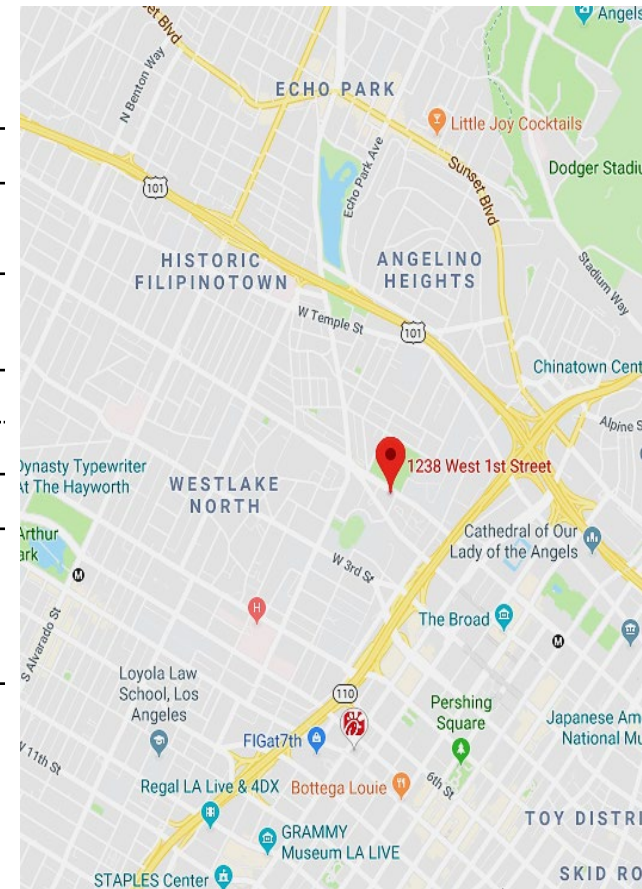 Angels
set Blvd
N Benton Way
ECHO PARK
Little Joy Cocktails
Echo Park Ave
Sunset Blvd
Dodger Stadiu
101
HISTORIC
FILIPINOTOWN
ANGELINO
HEIGHTS
Stadium Way
W Temple St
101
Chinatown Cent
Alpine S
1238 West 1st Street
Dynasty Typewriter
At The Hayworth
WESTLAKE
NORTH
Arthur
ark
Cathedral of Our
Lady of the Angels
W 3rd St
M
H
The Broad
M
S Alvarado St
Loyola Law
School, Los
Angeles
110
Pershing
Square
Japanese Am
National Mu
FIGat7th
W 11th St
Regal LA Live & 4DX
Bottega Louie
6th St
TOY DISTRI
GRAMMY
Museum LA LIVE
STAPLES Center
SKID RO